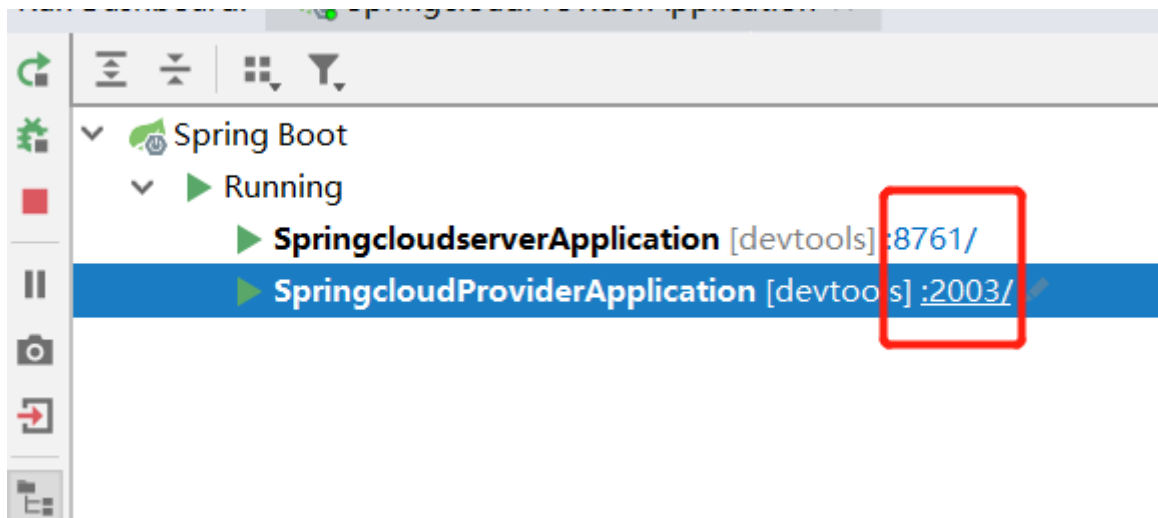 Spring Boot
Running
SpringcloudserverApplication [devtools] :8761/
SpringcloudProviderApplication [devtools] :2003/